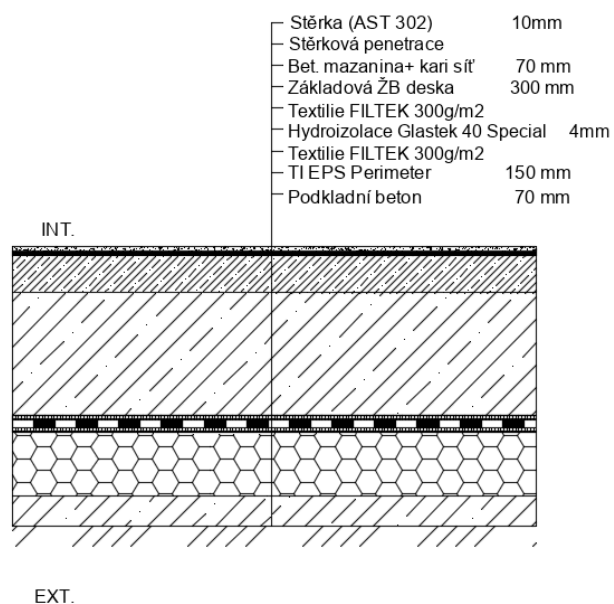 Stěrka (AST 302) 10mm
Stěrková penetrace
Bet. mazanina+ kari síť 70 mm
Základová ŽB deska 300 mm
Textilie FILTEK 300g/m2
Hydroizolace Glastek 40 Special 4mm
Textilie FILTEK 300g/m2
TI EPS Perimeter 150 mm
Podkladní beton 70 mm
INT.
EXT.